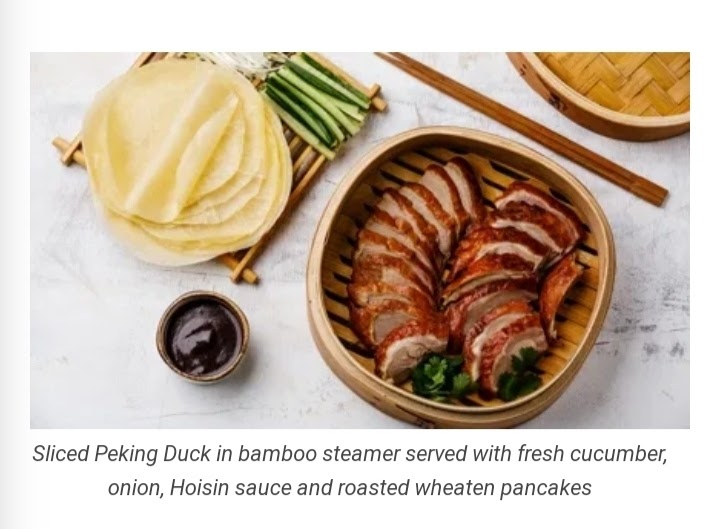 Sliced Peking Duck in bamboo steamer served with fresh cucumber,
onion, Hoisin sauce and roasted wheaten pancakes